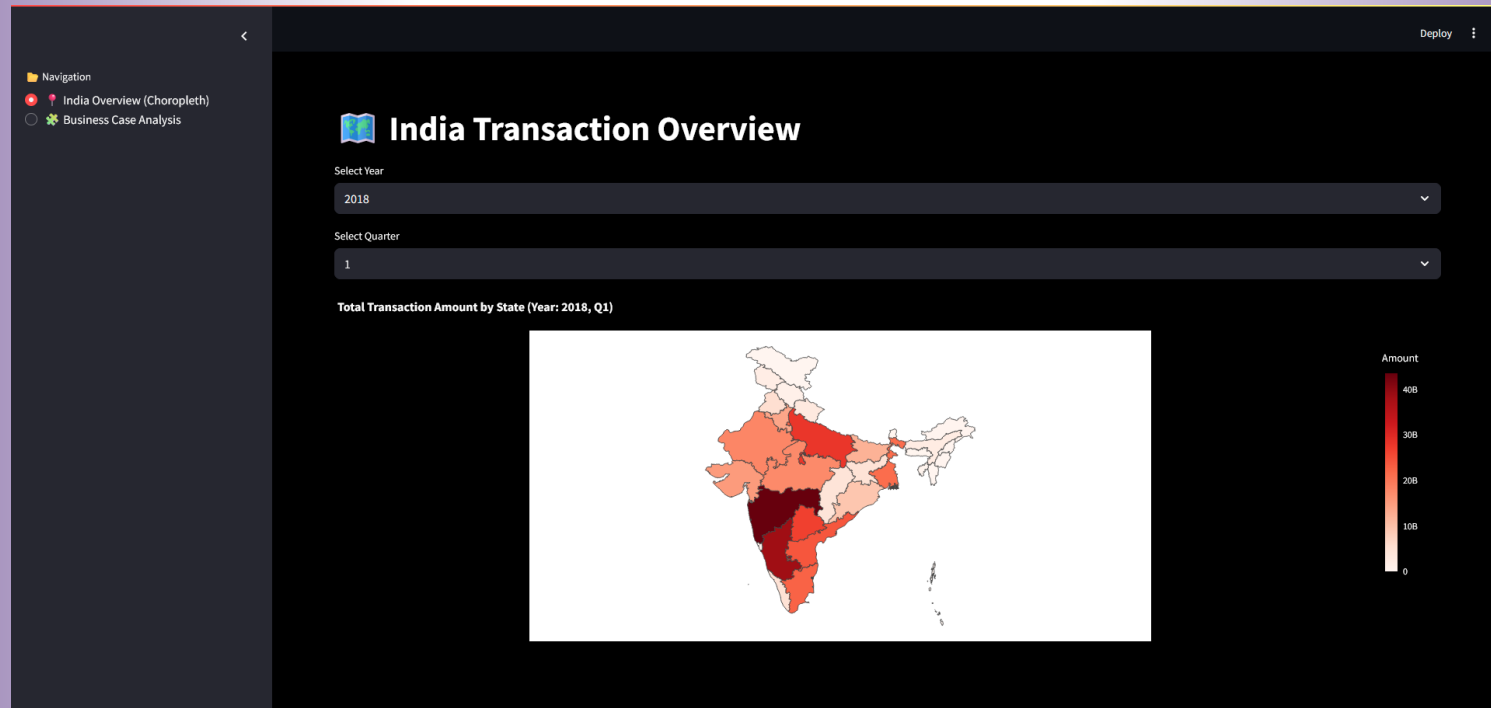 Deploy
Navigation
India Overview (Choropleth)
Business Case Analysis
India Transaction Overview
Select Year
2018
Select Quarter
1
Total Transaction Amount by State (Year: 2018, Q1)
Amount
40B
30B
20B
10B
0